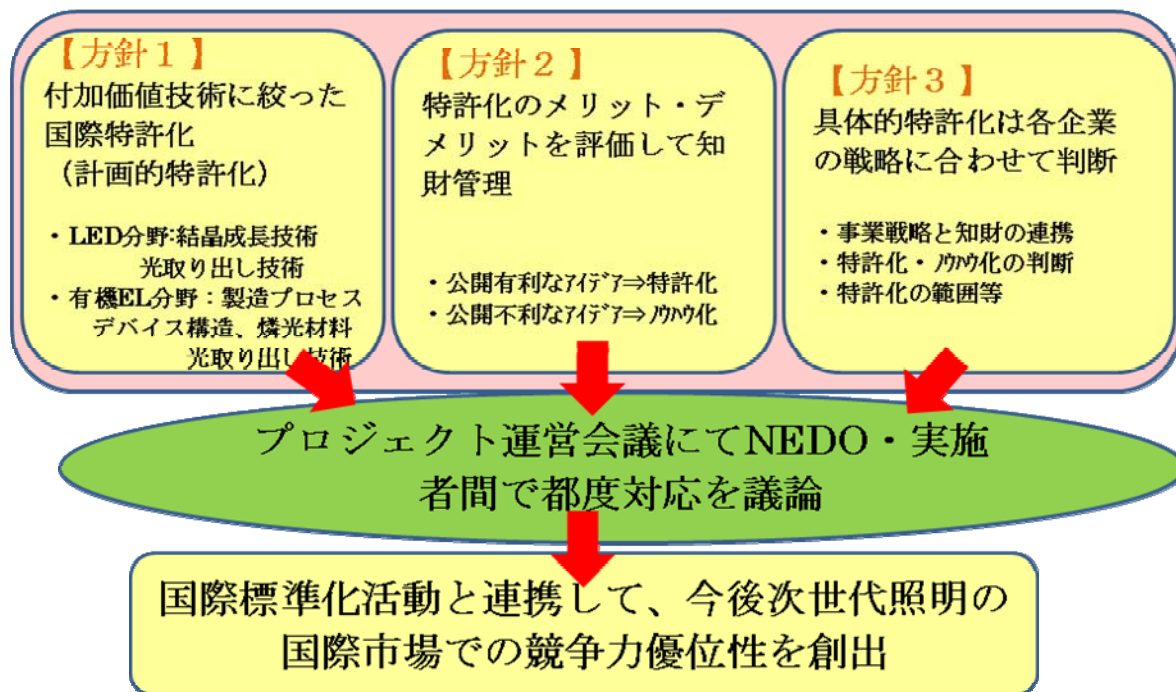 【方針１】
付加価値技術に絞った
国際特許化
（計画的特許化）
・LED分野:結晶成長技術
光取り出し技術
・有機EL分野：製造プロセス
デバイス構造、燐光材料
光取り出し技術
【方針２】
特許化のメリット・デ
メリットを評価して知
財管理
・公開有利なｱｲﾃﾞｱ⇒特許化
・公開不利なｱｲﾃﾞｱ⇒ﾉｳﾊｳ化
【方針３】
具体的特許化は各企業
の戦略に合わせて判断
・事業戦略と知財の連携
・特許化・ﾉｳﾊｳ化の判断
・特許化の範囲等
プロジェクト運営会議にてNEDO・実施
者間で都度対応を議論
国際標準化活動と連携して、今後次世代照明の
国際市場での競争力優位性を創出